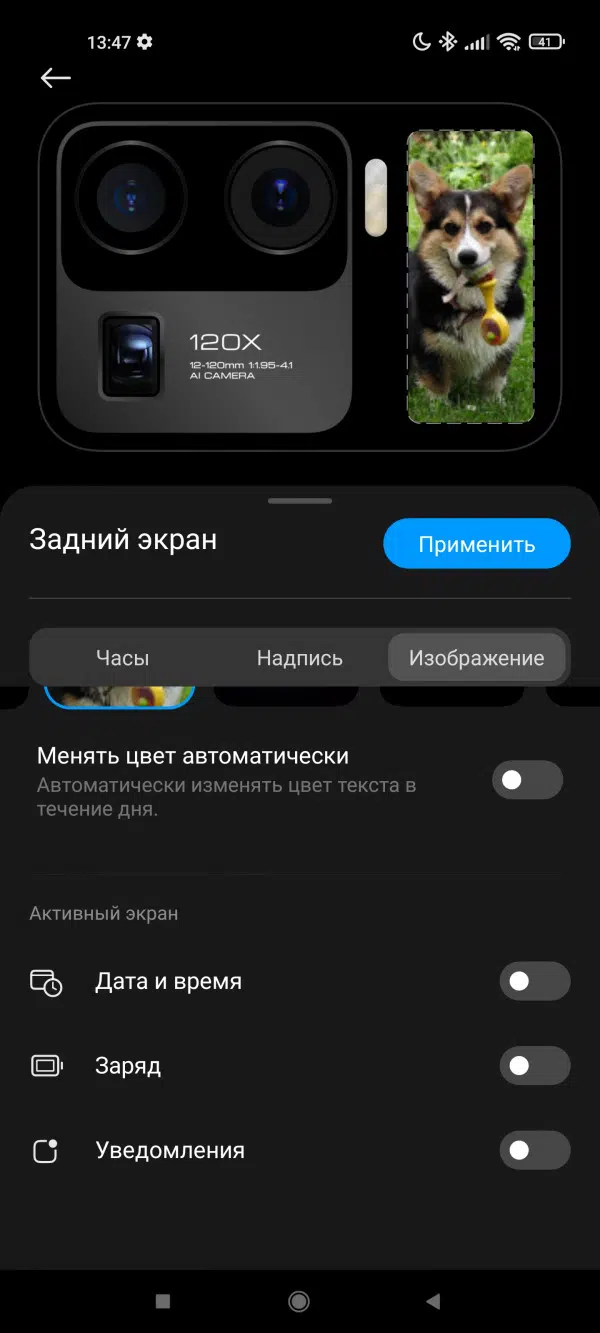 13:47
41
120X
12-120mm 1:1.95-4.1
AI CAMERA
Задний экран
Применить
Часы
Надпись
Изображение
Менять цвет автоматически
Автоматически изменять цвет текста в
течение дня.
Активный экран
Дата и время
Заряд
Уведомления